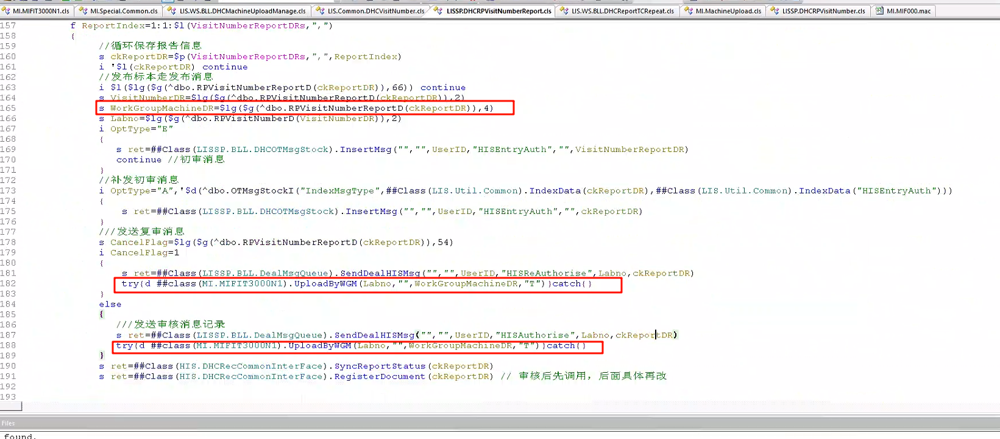 MI.MIFIT3000N1.cls MI.Special.Common.cls LIS.WS.BLL.DHCMachineUploadManage.cls LIS.Common.DHCVisitNumber.cls LISSP.DHCRPVisitNumberReport.cls LIS.WS.BLL.DHCReportTCRepeat.cls MI.MachineUpload.cls LISSP.DHCRPVisitNumber.cls MI.MIF000.mac
157 f ReportIndex=1:1:$l(VisitNumberReportDRs,",")
158 {
159 //循环保存报告信息
160 s ckReportDR=$p(VisitNumberReportDRs,",",ReportIndex)
161 i '$l(ckReportDR) continue
162 //发布标本走发布消息
163 i $l($lg($g(^dbo.RPVisitNumberReportD(ckReportDR)),66)) continue
164 s VisitNumberDR=$lg($g(^dbo.RPVisitNumberReportD(ckReportDR)),2)
165 s WorkGroupMachineDR=$lg($g(^dbo.RPVisitNumberReportD(ckReportDR)),4)
166 s Labno=$lg($g(^dbo.RPVisitNumberD(VisitNumberDR)),2)
167 i OptType="E"
168 {
169 s ret=##Class(LISSP.BLL.DHCOTMsgStock).InsertMsg("","",UserID,"HISEntryAuth","",VisitNumberReportDR)
170 continue //初审消息
171 }
172 //补发初审消息
173 i OptType="A",'$d(^dbo.OTMsgStockI("IndexMsgType",##Class(LIS.Util.Common).IndexData(ckReportDR),##Class(LIS.Util.Common).IndexData("HISEntryAuth")))
174 {
175 s ret=##Class(LISSP.BLL.DHCOTMsgStock).InsertMsg("","",UserID,"HISEntryAuth","",ckReportDR)
176 }
177 ///发送复审消息
178 s CancelFlag=$lg($g(^dbo.RPVisitNumberReportD(ckReportDR)),54)
179 i CancelFlag=1
180 {
181 s ret=##Class(LISSP.BLL.DealMsgQueue).SendDealHISMsg("","",UserID,"HISReAuthorise",Labno,ckReportDR)
182 try{d ##class(MI.MIFIT3000N1).UploadByWGM(Labno,"",WorkGroupMachineDR,"T")}catch{}
183 }
184 else
185 {
186 ///发送审核消息记录
187 s ret=##Class(LISSP.BLL.DealMsgQueue).SendDealHISMsg("","",UserID,"HISAuthorise",Labno,ckReportDR)
188 try{d ##class(MI.MIFIT3000N1).UploadByWGM(Labno,"",WorkGroupMachineDR,"T")}catch{}
189 }
190 s ret=##Class(HIS.DHCRecCommonInterFace).SyncReportStatus(ckReportDR)
191 s ret=##Class(HIS.DHCRecCommonInterFace).RegisterDocument(ckReportDR) // 审核后先调用，后面具体再改
192
193
Files
found.